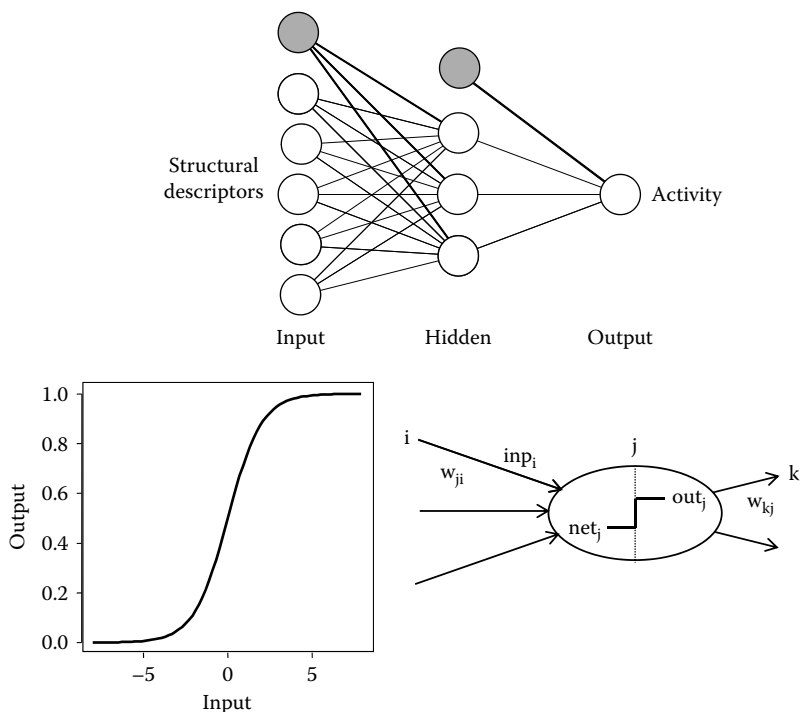 Structural
descriptors
Activity
Input
Hidden
Output
1.0
0.8
0.6
0.4
0.2
0.0
Output
−5
0
5
Input
i
inpᵢ
w_ji
j
net_j
out_j
k
w_kj